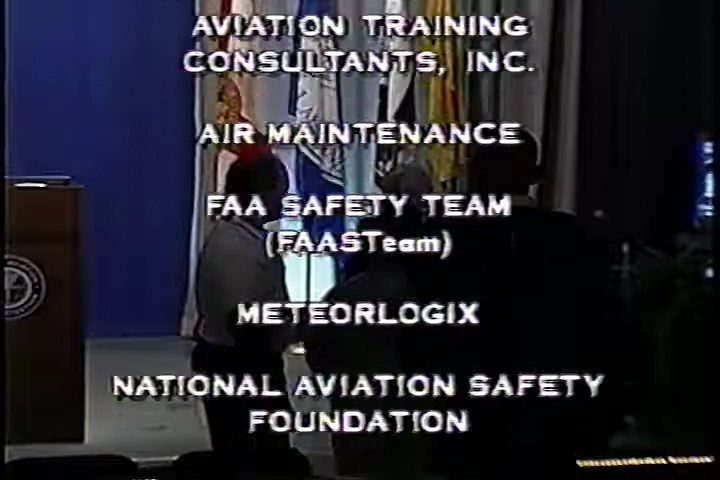 AVIATION TRAINING
CONSULTANTS, INC.
AIR MAINTENANCE
FAA SAFETY TEAM
(FAASTeam)
METEORLOGIX
NATIONAL AVIATION SAFETY
FOUNDATION